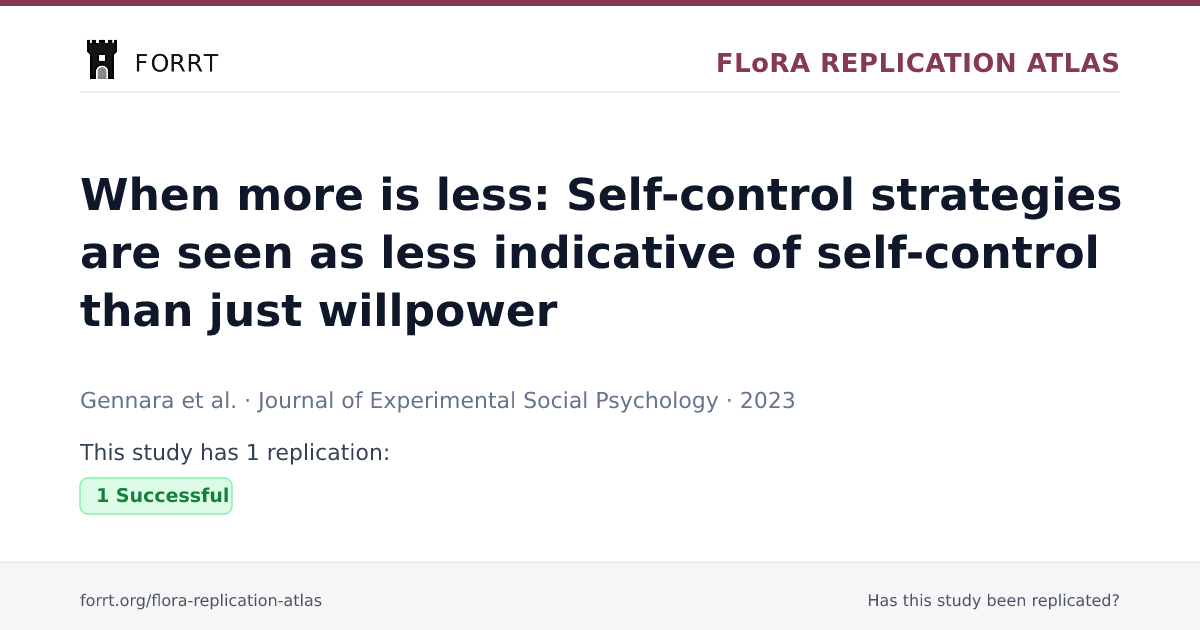 FORRT
FLoRA REPLICATION ATLAS
When more is less: Self-control strategies
are seen as less indicative of self-control
than just willpower
Gennara et al. · Journal of Experimental Social Psychology · 2023
This study has 1 replication:
1 Successful
forrt.org/flora-replication-atlas
Has this study been replicated?